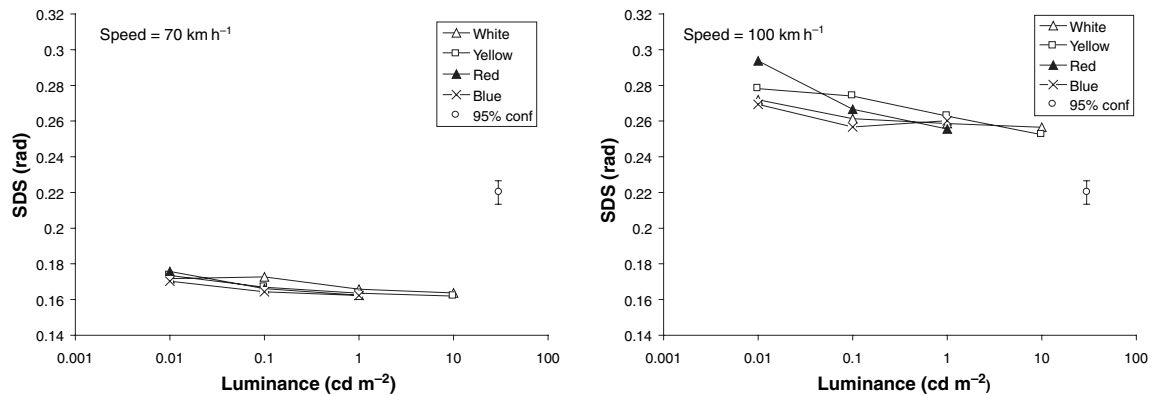 Speed = 70 km h⁻¹
White
Yellow
Red
Blue
95% conf
SDS (rad)
0.32
0.3
0.28
0.26
0.24
0.22
0.2
0.18
0.16
0.14
0.001
0.01
0.1
1
10
100
Luminance (cd m⁻²)
Speed = 100 km h⁻¹
White
Yellow
Red
Blue
95% conf
SDS (rad)
0.32
0.3
0.28
0.26
0.24
0.22
0.2
0.18
0.16
0.14
0.001
0.01
0.1
1
10
100
Luminance (cd m⁻²)